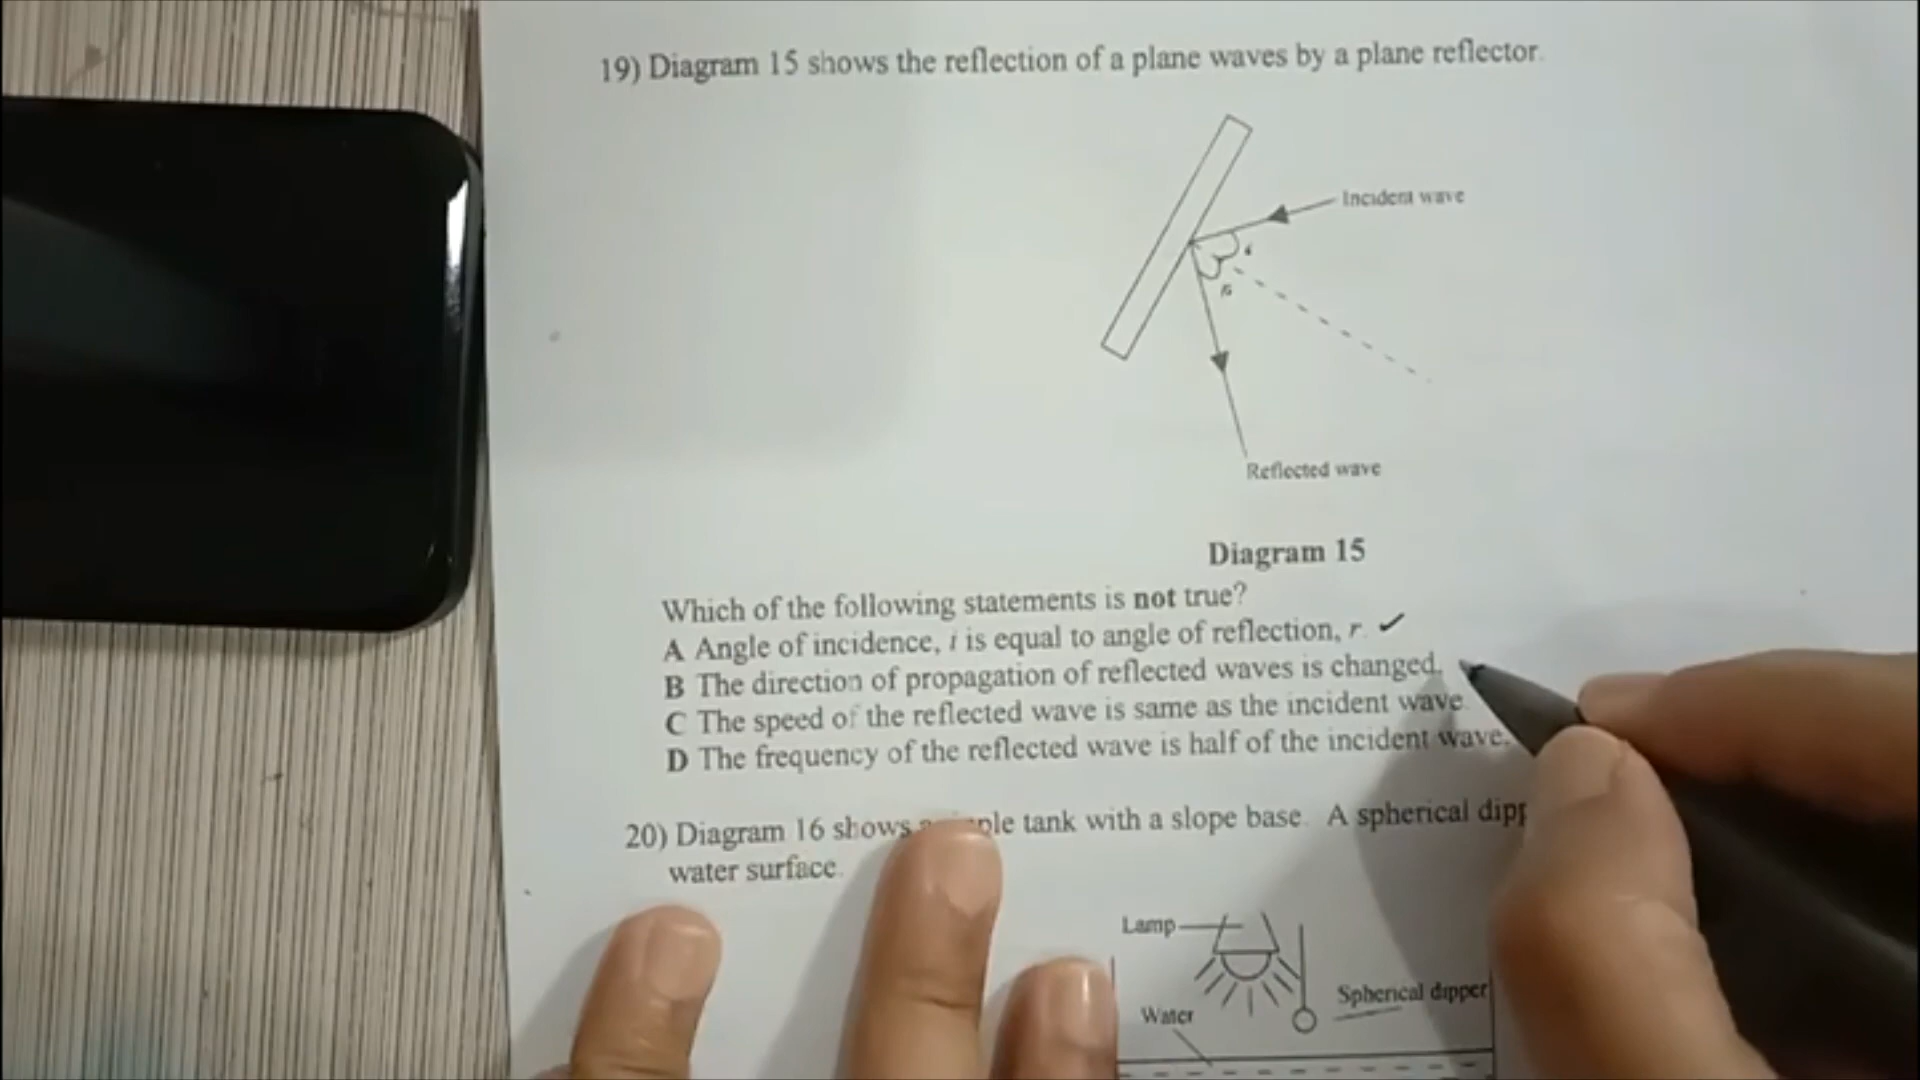 19) Diagram 15 shows the reflection of a plane waves by a plane reflector.
Incident wave
Reflected wave
Diagram 15
Which of the following statements is not true?
A Angle of incidence, i is equal to angle of reflection, r.
B The direction of propagation of reflected waves is changed.
C The speed of the reflected wave is same as the incident wave.
D The frequency of the reflected wave is half of the incident wave.
20) Diagram 16 shows a tank with a slope base. A spherical
water surface.
Lamp
Spherical dipper
Water